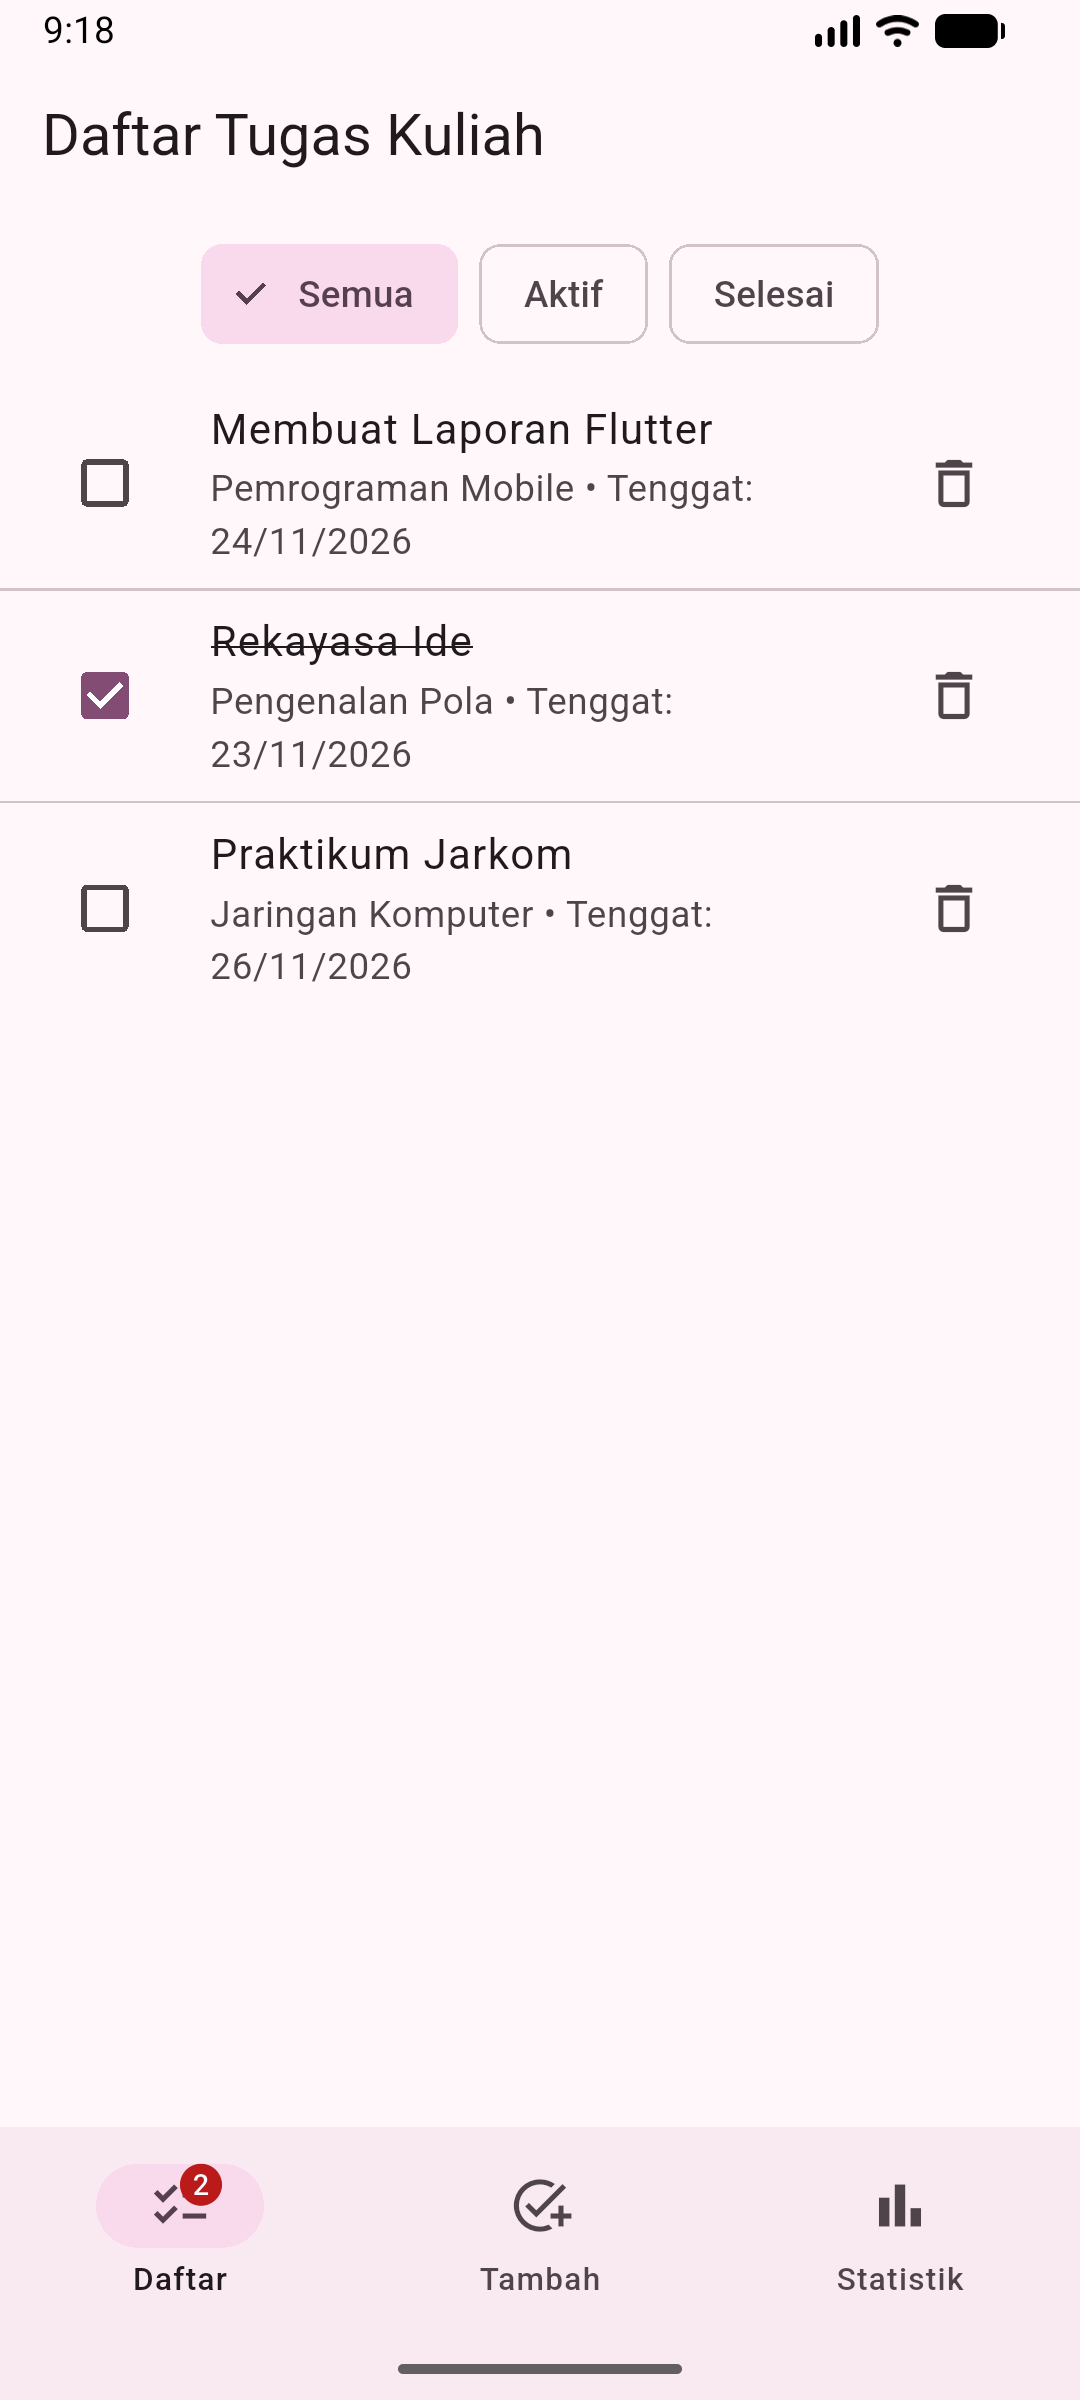 9:18
Daftar Tugas Kuliah
Semua
Aktif
Selesai
Membuat Laporan Flutter
Pemrograman Mobile • Tenggat:
24/11/2026
Rekayasa Ide
Pengenalan Pola • Tenggat:
23/11/2026
Praktikum Jarkom
Jaringan Komputer • Tenggat:
26/11/2026
2
Daftar
Tambah
Statistik